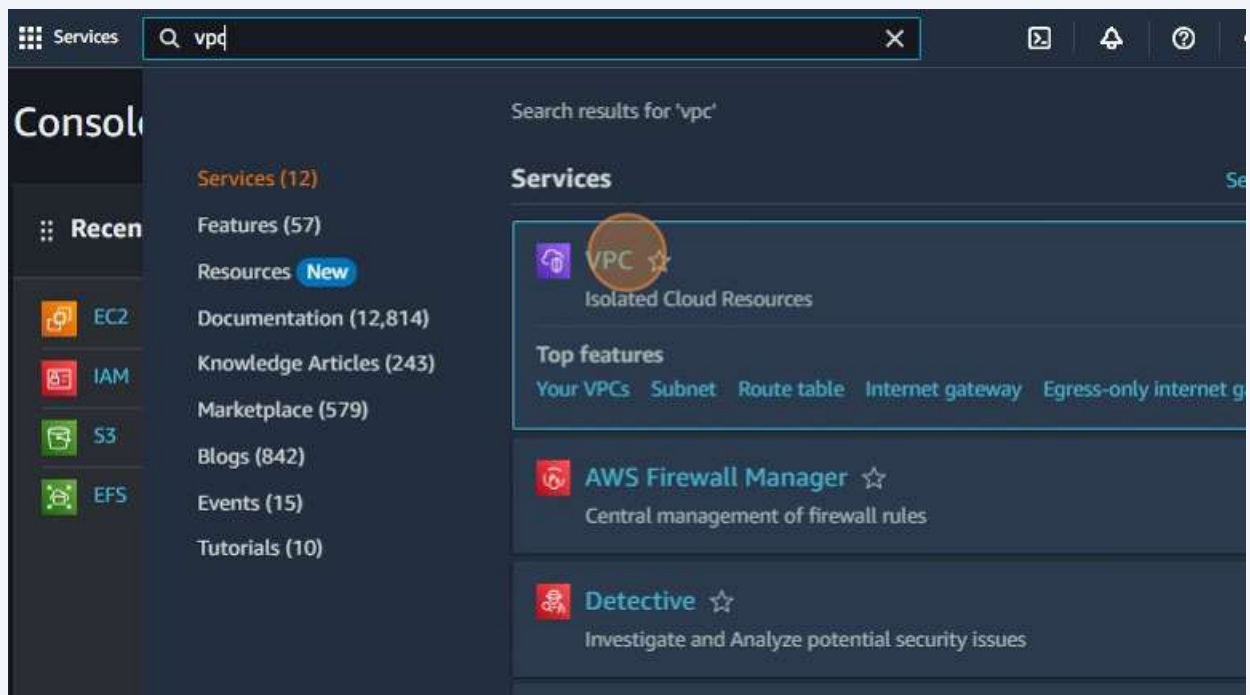 Services
vpc
Console
Search results for 'vpc'
Services (12)
Features (57)
Resources New
Documentation (12,814)
Knowledge Articles (243)
Marketplace (579)
Blogs (842)
Events (15)
Tutorials (10)
Recen
EC2
IAM
S3
EFS
Services
Se
VPC
Isolated Cloud Resources
Top features
Your VPCs Subnet Route table Internet gateway Egress-only internet ga
AWS Firewall Manager
Central management of firewall rules
Detective
Investigate and Analyze potential security issues